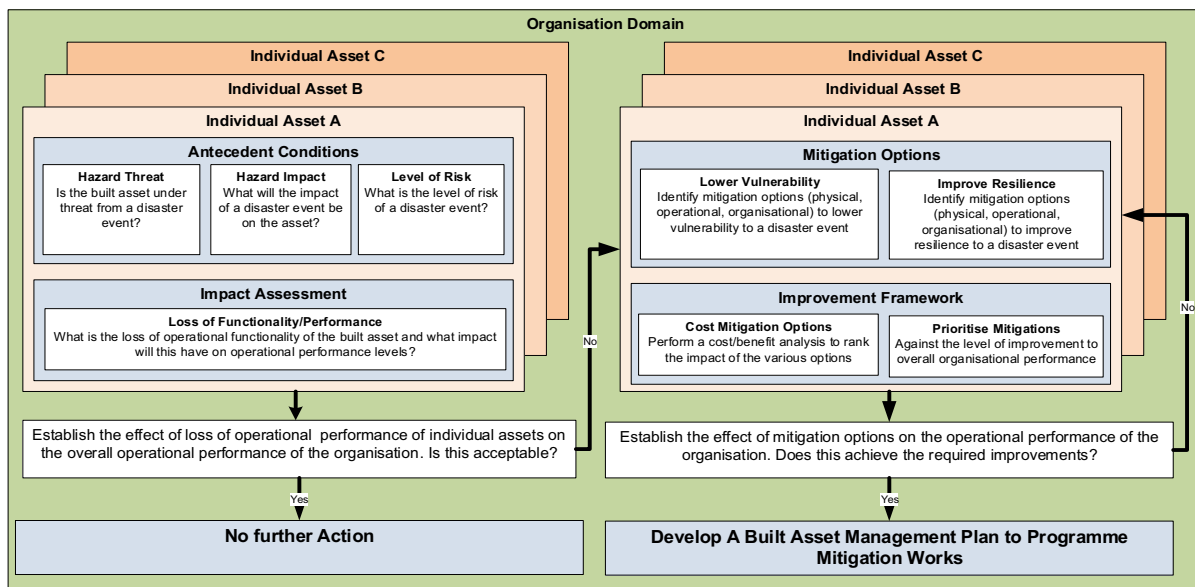 Organisation Domain
Individual Asset C
Individual Asset B
Individual Asset A
Antecedent Conditions
Hazard Threat
Is the built asset under
threat from a disaster
event?
Hazard Impact
What will the impact
of a disaster event be
on the asset?
Level of Risk
What is the level of risk
of a disaster event?
Impact Assessment
Loss of Functionality/Performance
What is the loss of operational functionality of the built asset and what impact
will this have on operational performance levels?
Establish the effect of loss of operational performance of individual assets on
the overall operational performance of the organisation. Is this acceptable?
No
Yes
No further Action
Individual Asset C
Individual Asset B
Individual Asset A
Mitigation Options
Lower Vulnerability
Identify mitigation options (physical,
operational, organisational) to lower
vulnerability to a disaster event
Improve Resilience
Identify mitigation options
(physical, operational,
organisational) to improve
resilience to a disaster event
Improvement Framework
Cost Mitigation Options
Perform a cost/benefit analysis to rank
the impact of the various options
Prioritise Mitigations
Against the level of improvement to
overall organisational performance
Establish the effect of mitigation options on the operational performance of the
organisation. Does this achieve the required improvements?
No
Yes
Develop A Built Asset Management Plan to Programme
Mitigation Works